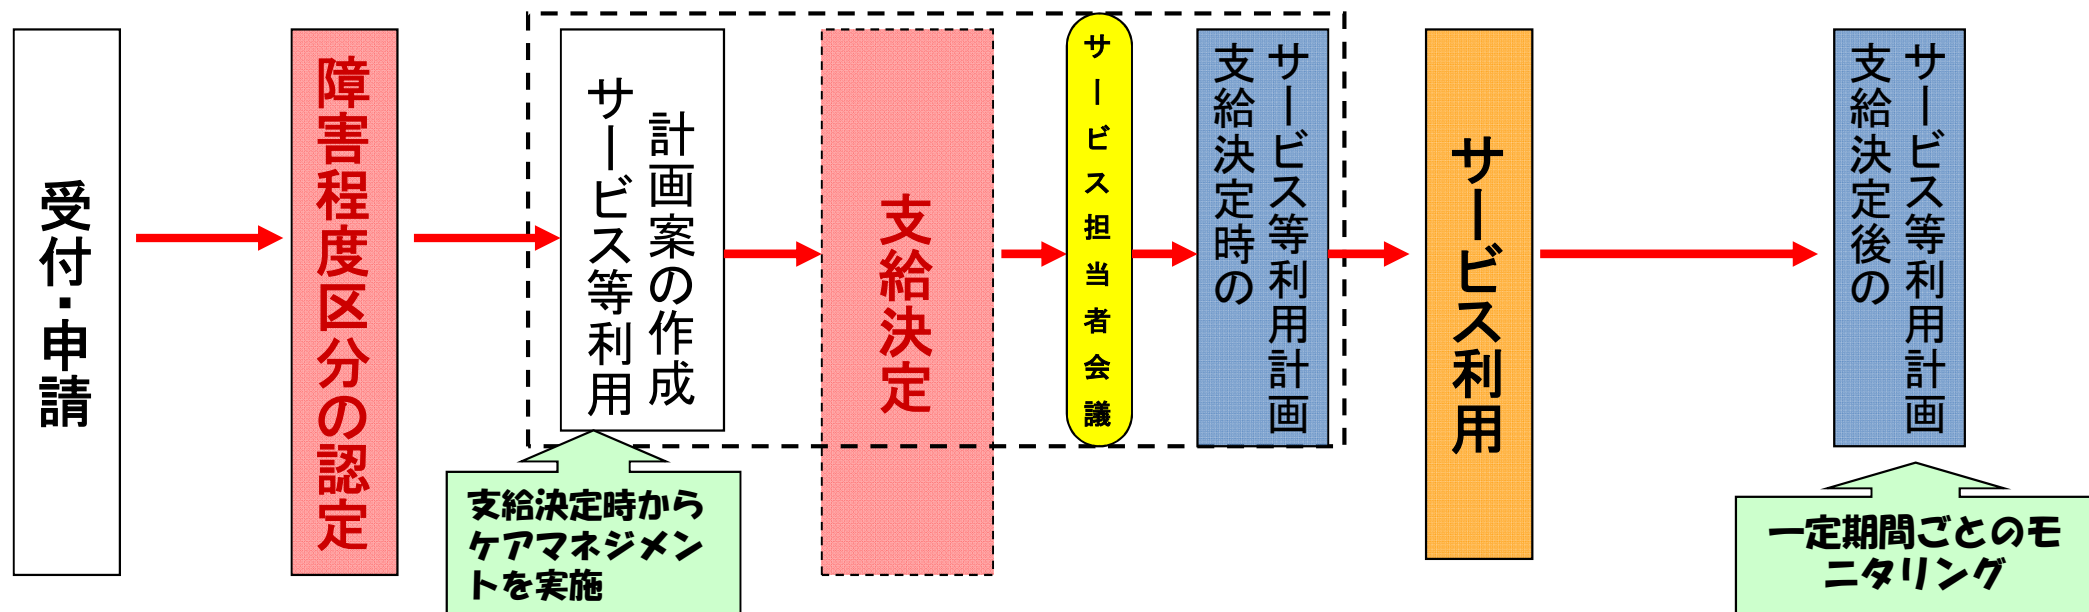 受付・申請
障害程度区分の認定
サービス等利用
計画案の作成
支給決定
サービス担当者会議
サービス等利用計画
支給決定時の
サービス利用
サービス等利用計画
支給決定後の
支給決定時から
ケアマネジメン
トを実施
一定期間ごとのモ
ニタリング